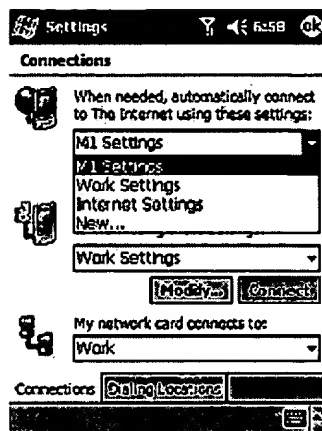 Settings 6:58 ok
Connections
When needed, automatically connect
to The Internet using these settings:
M1 Settings
M1 Settings
Work Settings
Internet Settings
New...
Work Settings
Modify... Connect
My network card connects to:
Work
Connections Dialing Locations